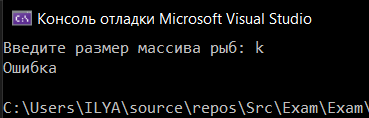 Консоль отладки Microsoft Visual Studio
Введите размер массива рыб: k
Ошибка
C:\Users\ILYA\source\repos\Src\Exam\Exam\